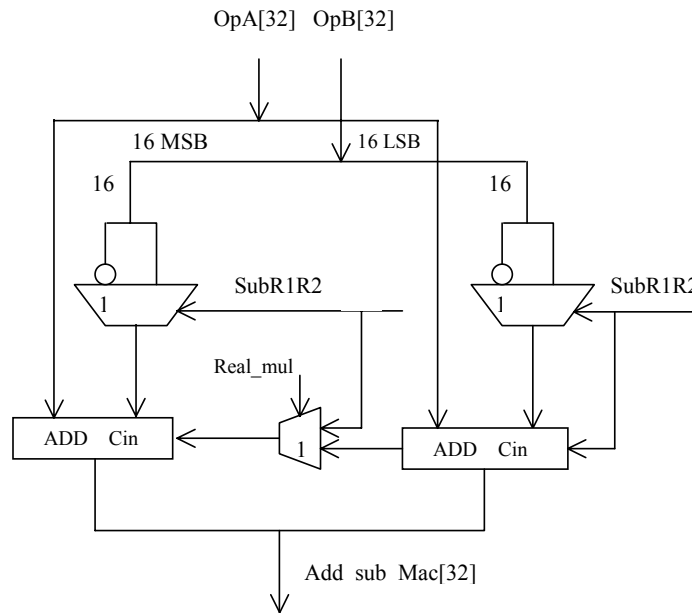 OpA[32] OpB[32]
16 MSB
16 LSB
16
16
1
SubR1R2
1
SubR1R2
Real_mul
ADD Cin
1
ADD Cin
Add sub Mac[32]